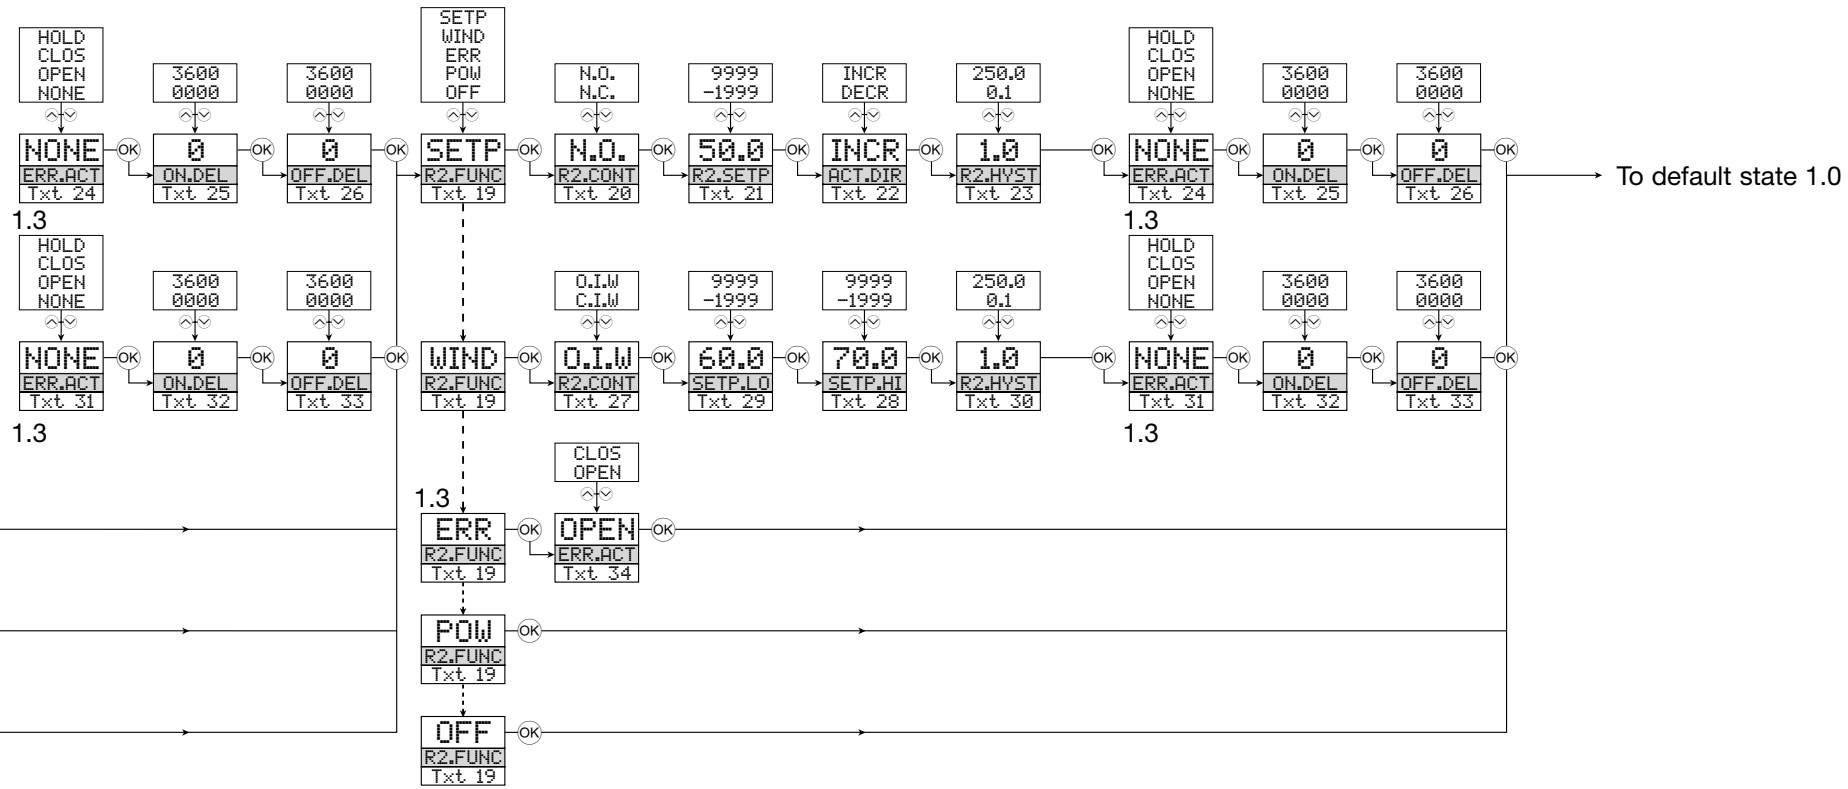 HOLD
CLOS
OPEN
NONE
3600
0000
3600
0000
SETP
WIND
ERR
POW
OFF
N.O.
N.C.
9999
-1999
INCR
DECR
250.0
0.1
HOLD
CLOS
OPEN
NONE
3600
0000
3600
0000
NONE OK 0 OK 0 OK SETP OK N.O. OK 50.0 OK INCR OK 1.0 OK NONE OK 0 OK 0 OK
ERR.ACT ON.DEL OFF.DEL R2.FUNC R2.CONT R2.SETP ACT.DIR R2.HYST ERR.ACT ON.DEL OFF.DEL To default state 1.0
Txt 24 Txt 25 Txt 26 Txt 19 Txt 20 Txt 21 Txt 22 Txt 23 Txt 24 Txt 25 Txt 26
1.3 1.3
HOLD
CLOS
OPEN
NONE
3600
0000
3600
0000
O.I.W
C.I.W
9999
-1999
9999
-1999
250.0
0.1
HOLD
CLOS
OPEN
NONE
3600
0000
3600
0000
NONE OK 0 OK 0 OK WIND OK O.I.W OK 60.0 OK 70.0 OK 1.0 OK NONE OK 0 OK 0 OK
ERR.ACT ON.DEL OFF.DEL R2.FUNC R2.CONT SETP.LO SETP.HI R2.HYST ERR.ACT ON.DEL OFF.DEL
Txt 31 Txt 32 Txt 33 Txt 19 Txt 27 Txt 29 Txt 28 Txt 30 Txt 31 Txt 32 Txt 33
1.3 1.3
CLOS
OPEN
1.3
ERR OK OPEN OK
R2.FUNC ERR.ACT
Txt 19 Txt 34
POW OK
R2.FUNC
Txt 19
OFF OK
R2.FUNC
Txt 19